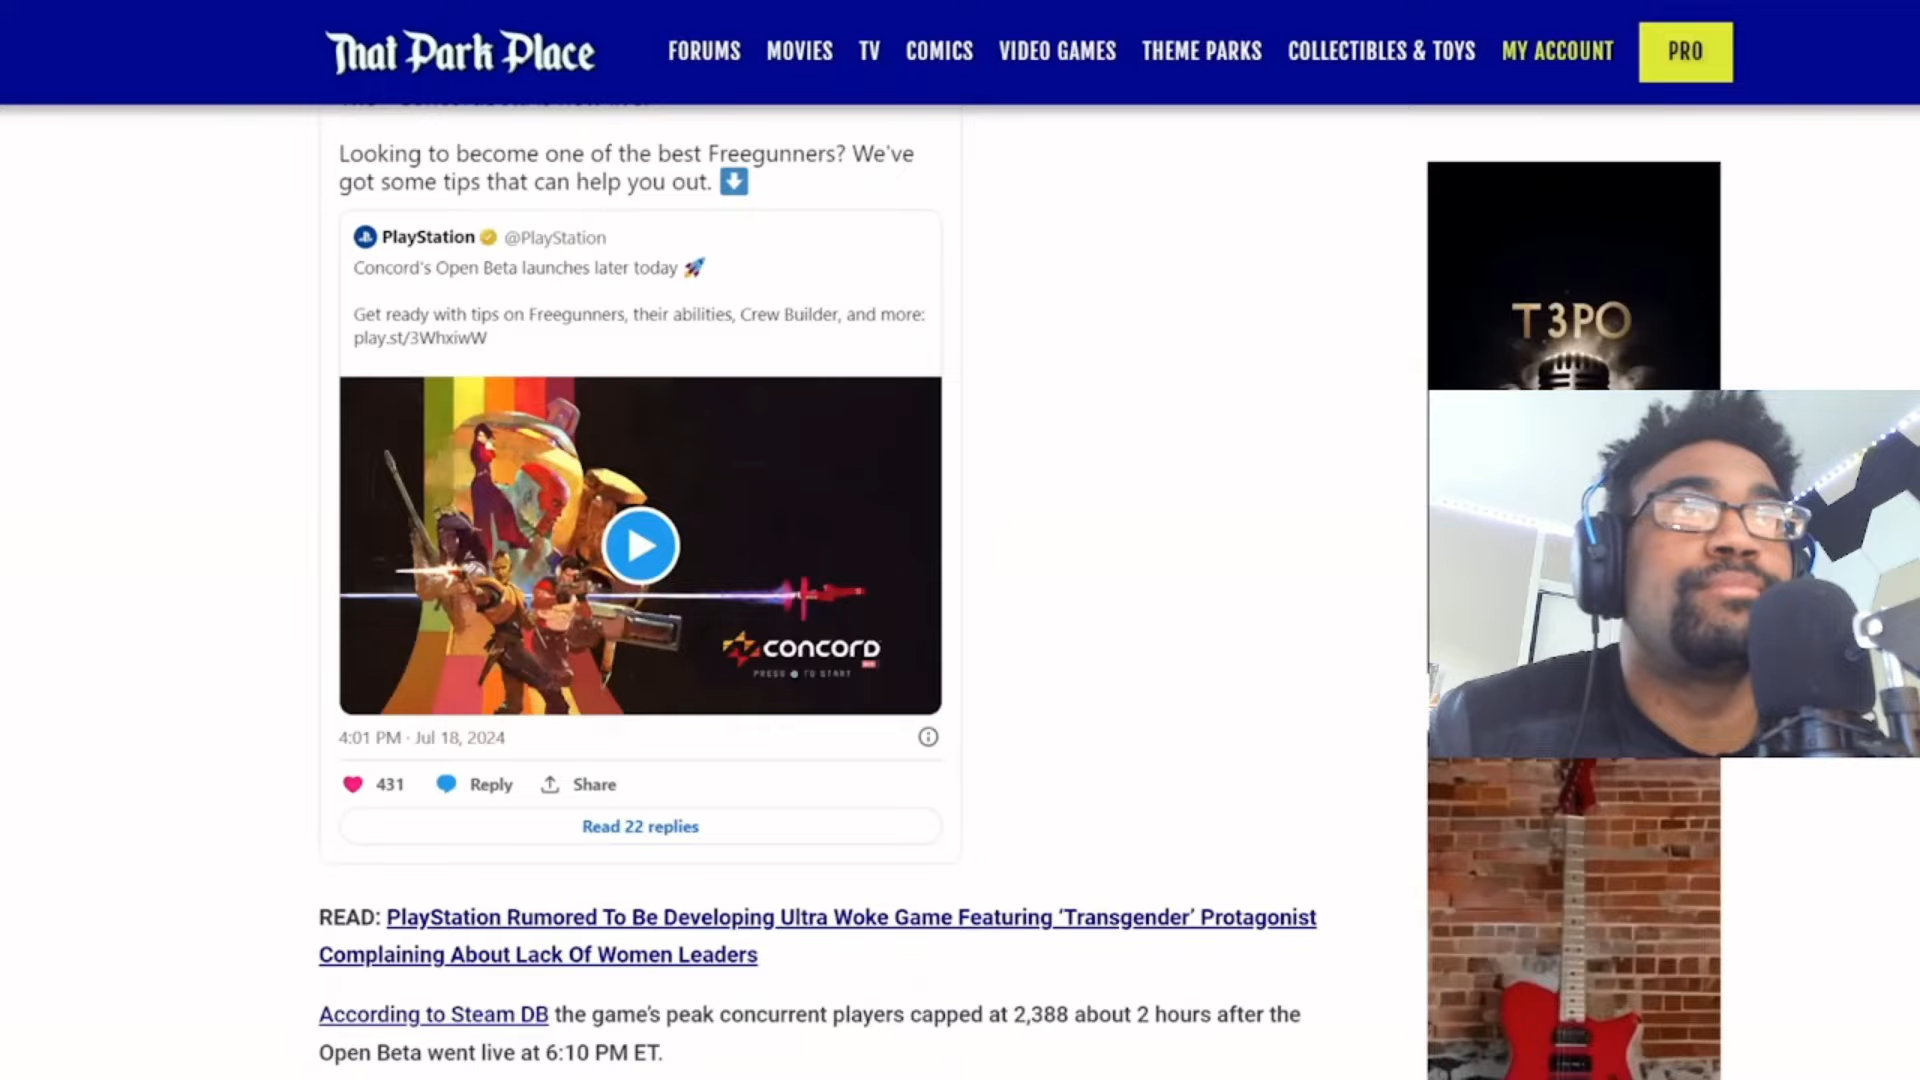 That Park Place
FORUMS MOVIES TV COMICS VIDEO GAMES THEME PARKS COLLECTIBLES & TOYS MY ACCOUNT PRO
Looking to become one of the best Freegunners? We've
got some tips that can help you out. ⬇️
PlayStation @PlayStation
Concord's Open Beta launches later today 🚀
Get ready with tips on Freegunners, their abilities, Crew Builder, and more:
play.st/3WhxiwW
CONCORD
PRESS TO START
4:01 PM · Jul 18, 2024
431 Reply Share
Read 22 replies
READ: PlayStation Rumored To Be Developing Ultra Woke Game Featuring ‘Transgender’ Protagonist
Complaining About Lack Of Women Leaders
According to Steam DB the game’s peak concurrent players capped at 2,388 about 2 hours after the
Open Beta went live at 6:10 PM ET.
T3PO